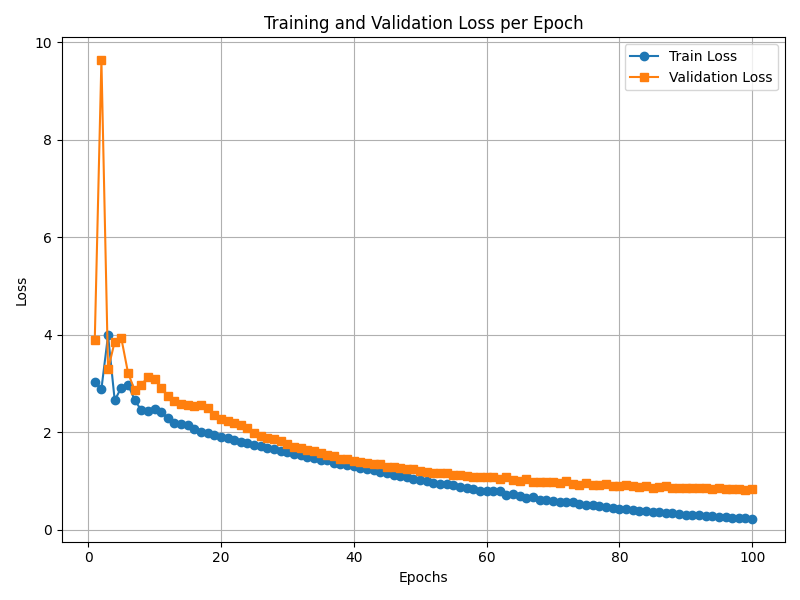 Training and Validation Loss per Epoch
Train Loss
Validation Loss
10
8
6
4
2
0
Loss
0 20 40 60 80 100
Epochs